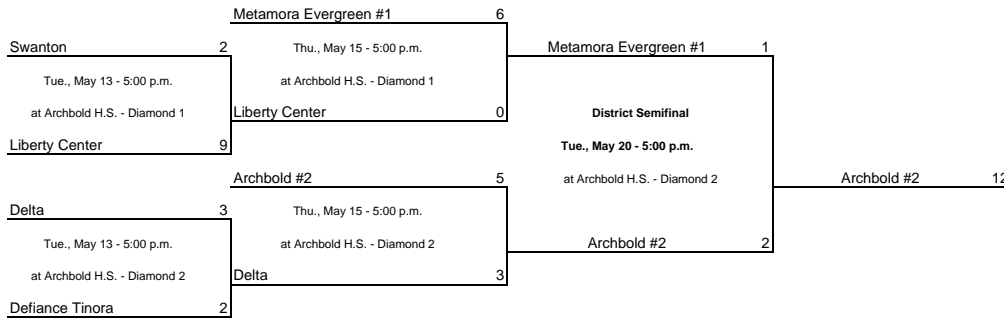 Metamora Evergreen #1 6
Swanton 2 Thu., May 15 - 5:00 p.m. Metamora Evergreen #1 1
Tue., May 13 - 5:00 p.m. at Archbold H.S. - Diamond 1
at Archbold H.S. - Diamond 1 Liberty Center 0 District Semifinal
Liberty Center 9 Tue., May 20 - 5:00 p.m.
Archbold #2 5 at Archbold H.S. - Diamond 2 Archbold #2 12
Delta 3 Thu., May 15 - 5:00 p.m.
Tue., May 13 - 5:00 p.m. at Archbold H.S. - Diamond 2 Archbold #2 2
at Archbold H.S. - Diamond 2 Delta 3
Defiance Tinora 2